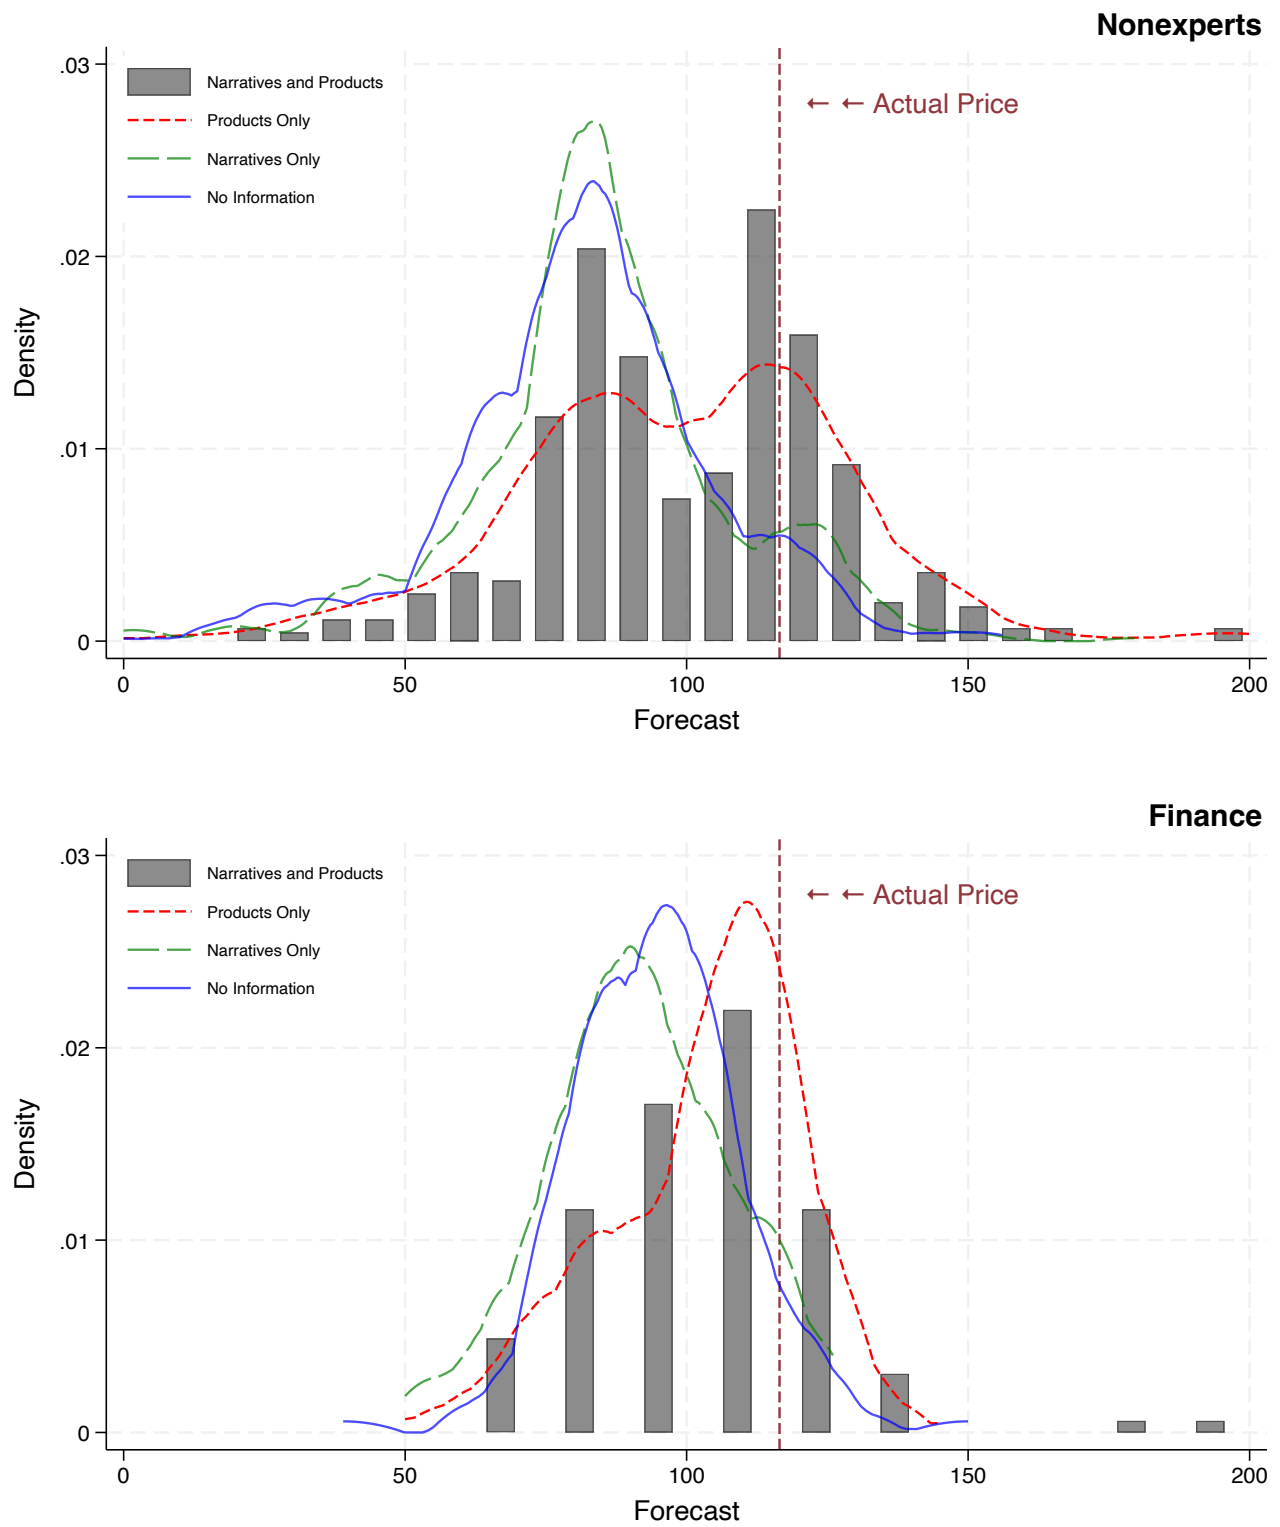 Nonexperts
.03
Narratives and Products
← ← Actual Price
Products Only
Narratives Only
No Information
.02
Density
.01
0
0 50 100 150 200
Forecast
Finance
.03
Narratives and Products
← ← Actual Price
Products Only
Narratives Only
No Information
.02
Density
.01
0
0 50 100 150 200
Forecast